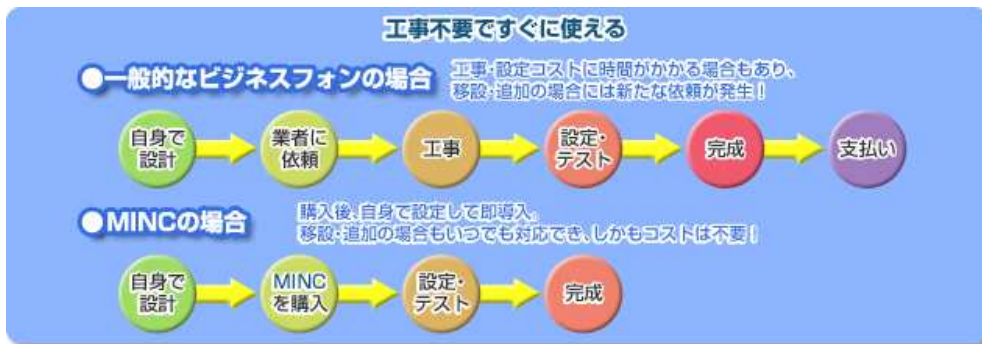 工事不要ですぐに使える
●一般的なビジネスフォンの場合
工事・設定コストに時間がかかる場合もあり、
移設・追加の場合には新たな依頼が発生！
自身で
設計
業者に
依頼
工事
設定・
テスト
完成
支払い
●MINCの場合
購入後、自身で設定して即導入。
移設・追加の場合もいつでも対応でき、しかもコストは不要！
自身で
設計
MINC
を購入
設定・
テスト
完成